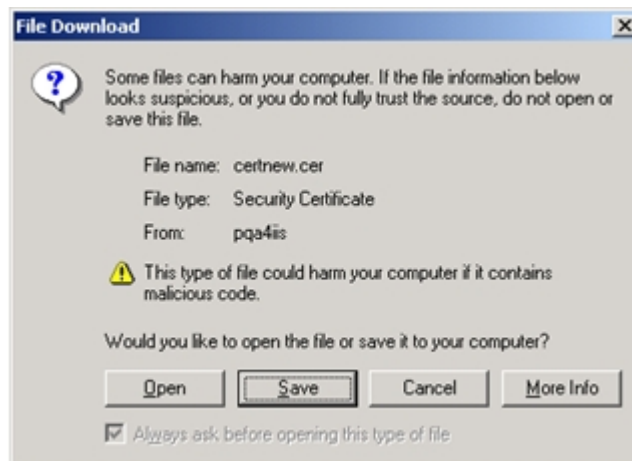 File Download
Some files can harm your computer. If the file information below
looks suspicious, or you do not fully trust the source, do not open or
save this file.
File name: certnew.cer
File type: Security Certificate
From: pqa4iis
This type of file could harm your computer if it contains
malicious code.
Would you like to open the file or save it to your computer?
Open Save Cancel More Info
Always ask before opening this type of file